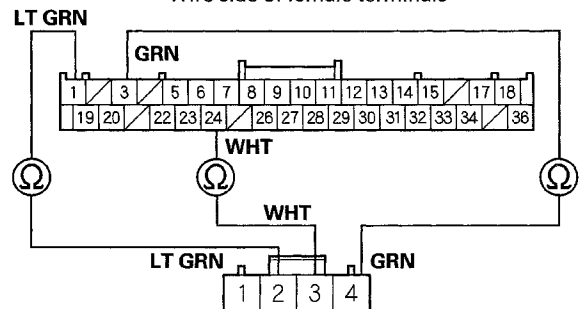 Wire side of female terminals
LT GRN
GRN
1 3 5 6 7 8 9 10 11 12 13 14 15 17 18
19 20 22 23 24 26 27 28 29 30 31 32 33 34 36
WHT
Ω Ω Ω
WHT
LT GRN GRN
1 2 3 4